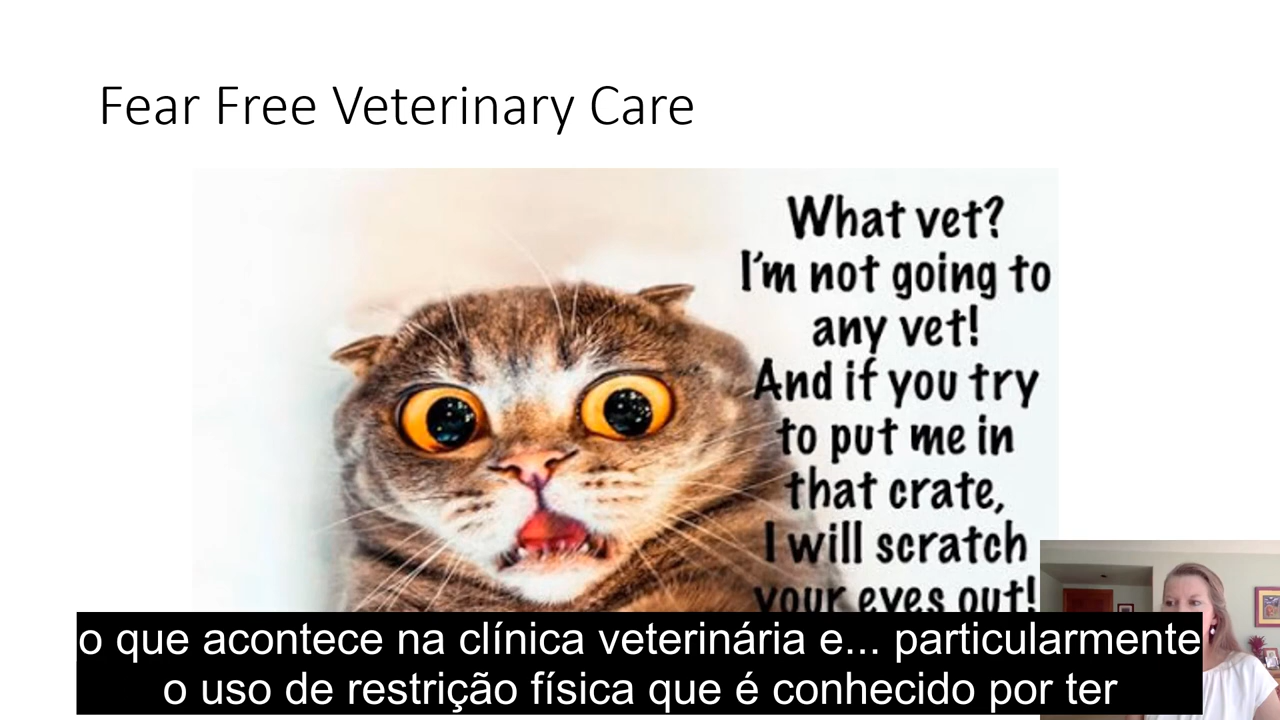 Fear Free Veterinary Care
What vet?
I'm not going to
any vet!
And if you try
to put me in
that crate,
I will scratch
your eyes out!
o que acontece na clínica veterinária e... particularmente
o uso de restrição física que é conhecido por ter